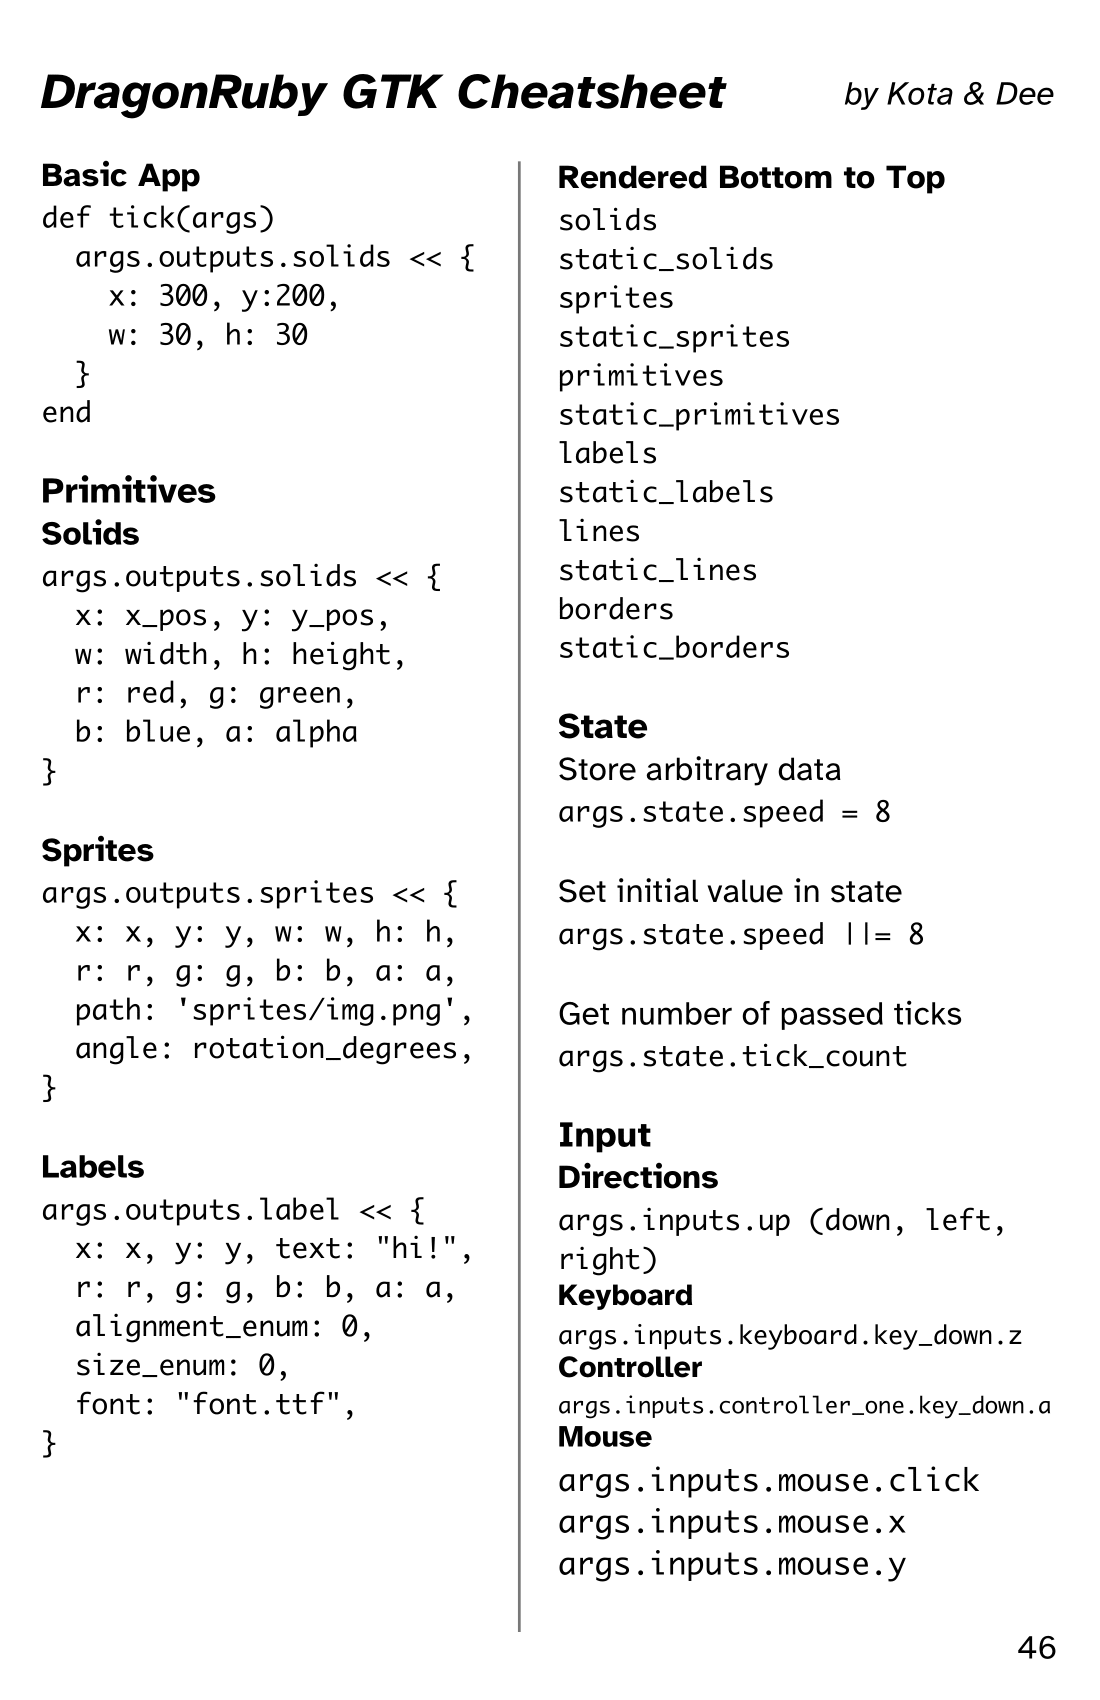 DragonRuby GTK Cheatsheet
by Kota & Dee
Basic App
def tick(args)
  args.outputs.solids << {
    x: 300, y:200,
    w: 30, h: 30
  }
end
Primitives
Solids
args.outputs.solids << {
  x: x_pos, y: y_pos,
  w: width, h: height,
  r: red, g: green,
  b: blue, a: alpha
}
Sprites
args.outputs.sprites << {
  x: x, y: y, w: w, h: h,
  r: r, g: g, b: b, a: a,
  path: 'sprites/img.png',
  angle: rotation_degrees,
}
Labels
args.outputs.label << {
  x: x, y: y, text: "hi!",
  r: r, g: g, b: b, a: a,
  alignment_enum: 0,
  size_enum: 0,
  font: "font.ttf",
}
Rendered Bottom to Top
solids
static_solids
sprites
static_sprites
primitives
static_primitives
labels
static_labels
lines
static_lines
borders
static_borders
State
Store arbitrary data
args.state.speed = 8
Set initial value in state
args.state.speed ||= 8
Get number of passed ticks
args.state.tick_count
Input
Directions
args.inputs.up (down, left,
right)
Keyboard
args.inputs.keyboard.key_down.z
Controller
args.inputs.controller_one.key_down.a
Mouse
args.inputs.mouse.click
args.inputs.mouse.x
args.inputs.mouse.y
46